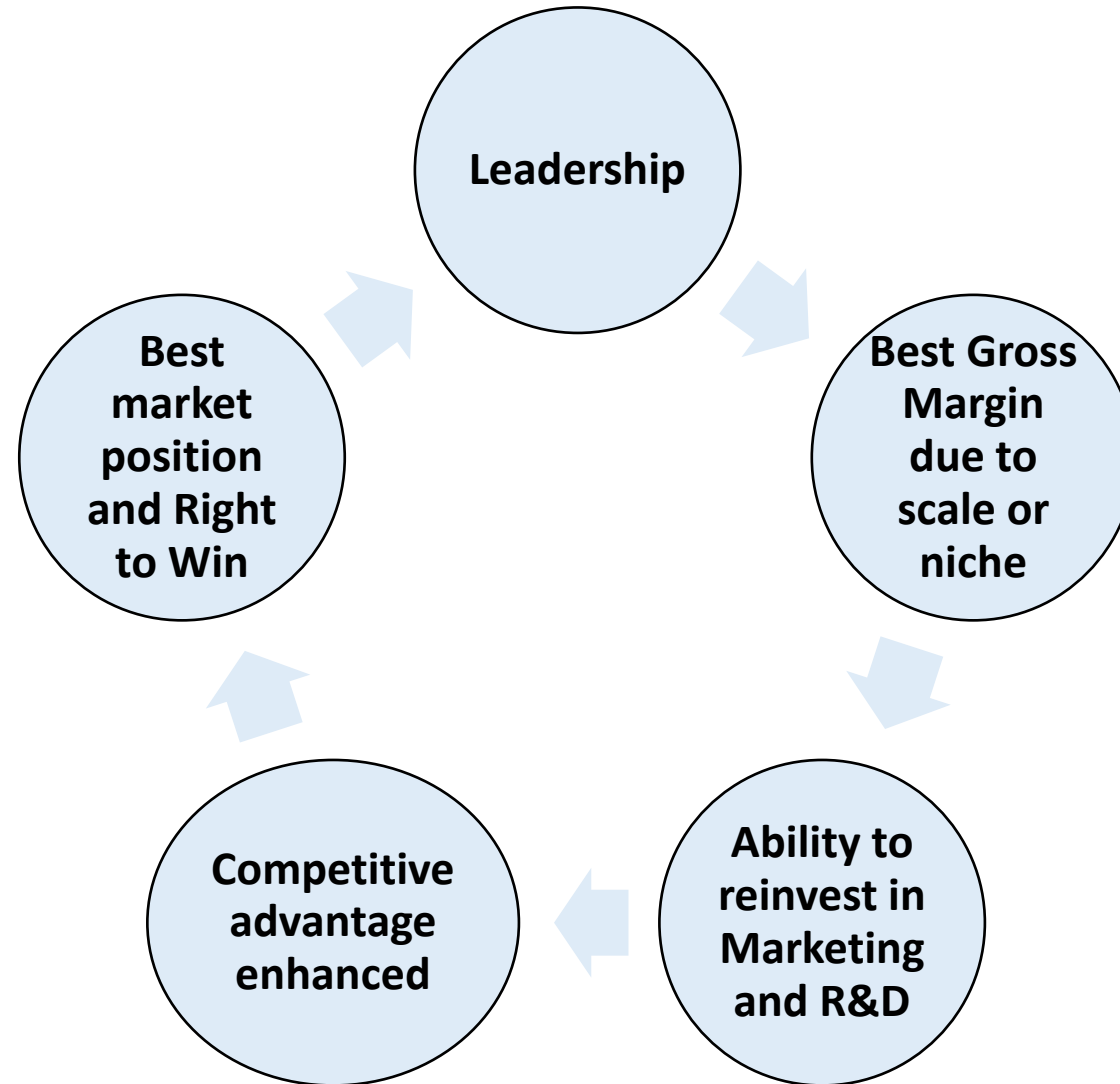 Leadership
Best Gross
Margin
due to
scale or
niche
Ability to
reinvest in
Marketing
and R&D
Competitive
advantage
enhanced
Best
market
position
and Right
to Win